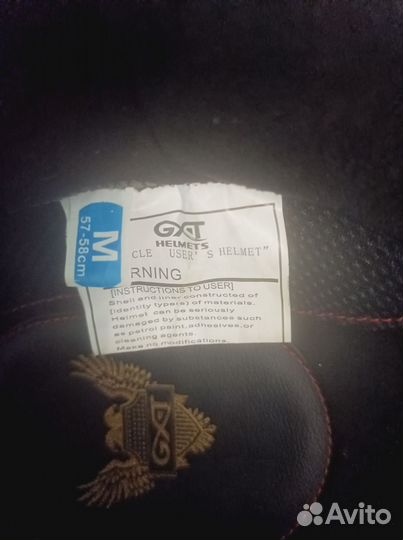 GXT
HELMETS
CLE USER'S HELMET"
RNING
[INSTRUCTIONS TO USER]
Shell and liner constructed of
(identity type(s) of materials.
Helmet can be seriously
damaged by substances such
as petrol paint,adhesives,or
cleaning agents.
Make no modifications.
M
57-58cm
Avito